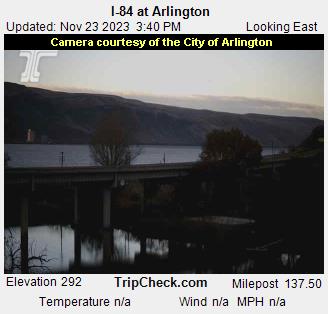 I-84 at Arlington
Updated: Nov 23 2023 3:40 PM Looking East
Camera courtesy of the City of Arlington
Elevation 292 TripCheck.com Milepost 137.50
Temperature n/a Wind n/a MPH n/a